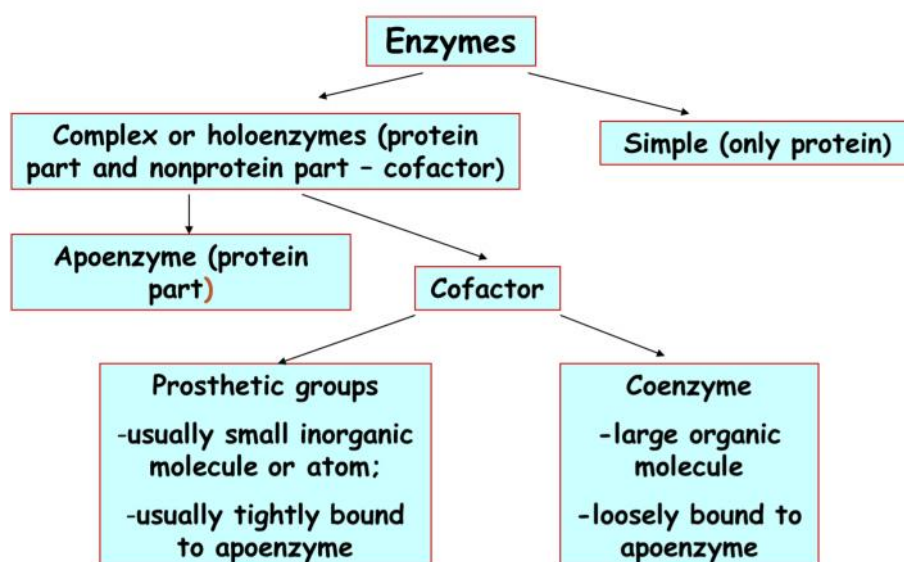 Enzymes
Complex or holoenzymes (protein
part and nonprotein part – cofactor)
Simple (only protein)
Apoenzyme (protein
part)
Cofactor
Prosthetic groups
-usually small inorganic
molecule or atom;
-usually tightly bound
to apoenzyme
Coenzyme
-large organic
molecule
-loosely bound to
apoenzyme